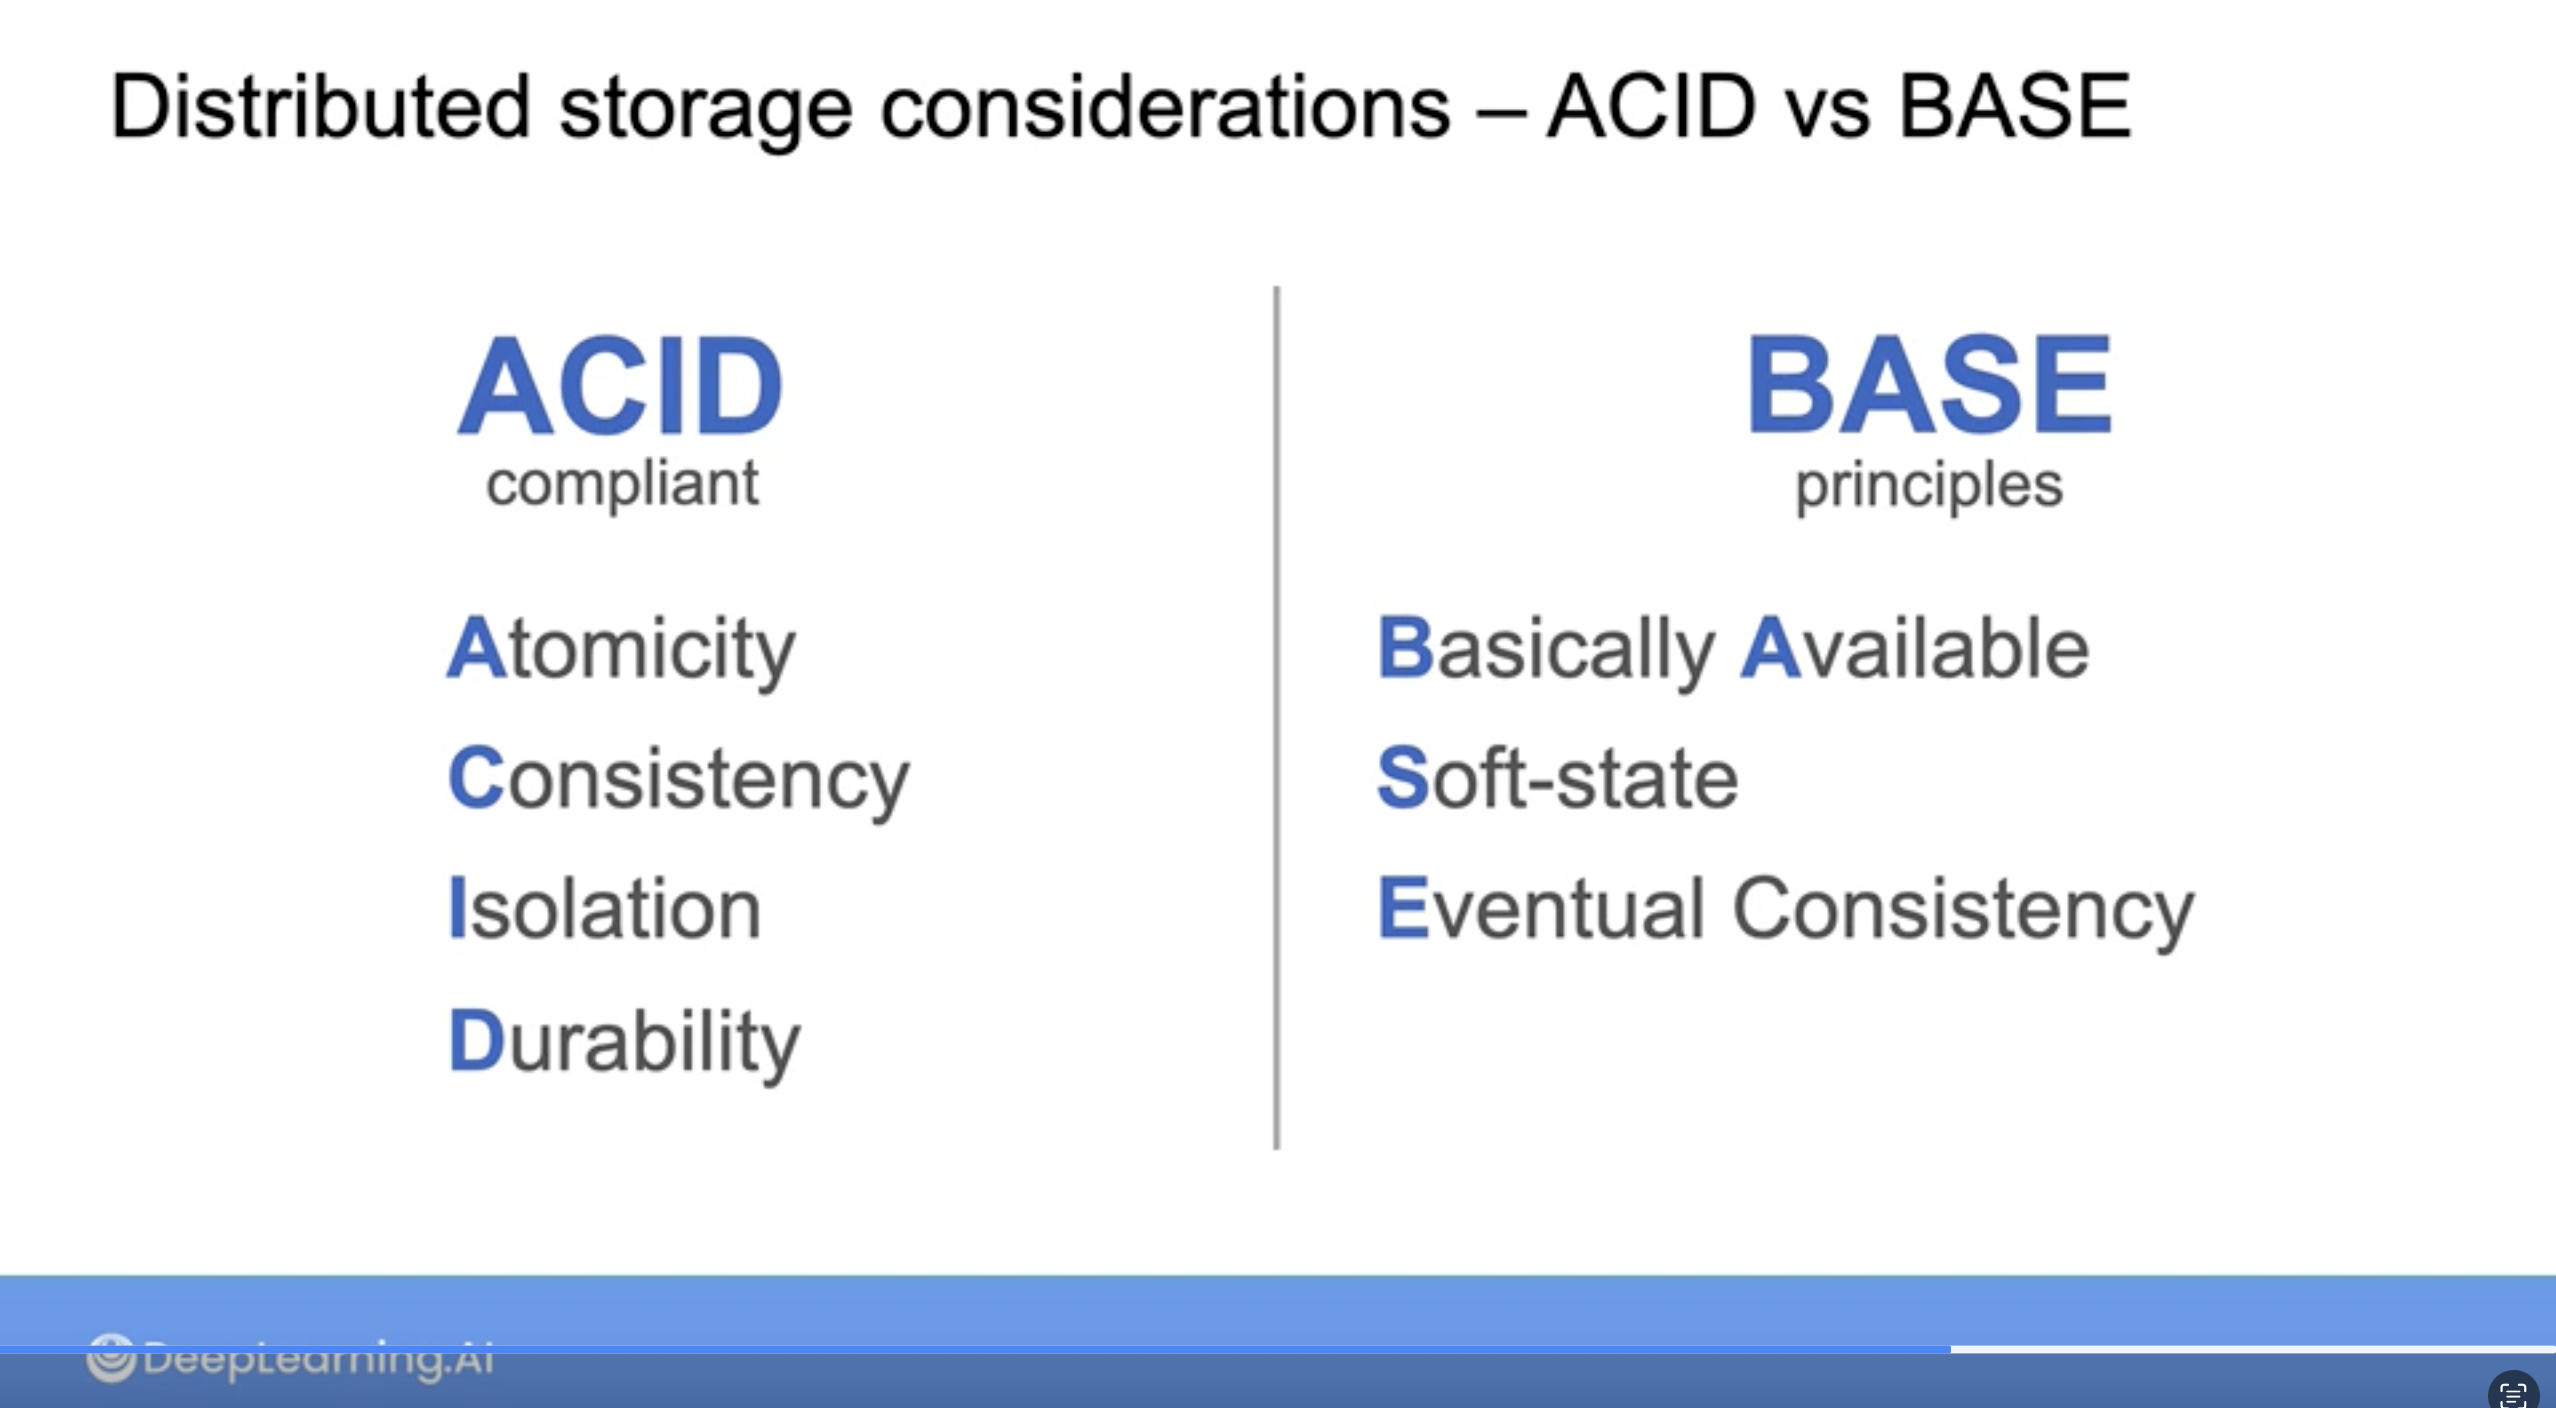 Distributed storage considerations – ACID vs BASE
ACID
compliant
Atomicity
Consistency
Isolation
Durability
BASE
principles
Basically Available
Soft-state
Eventual Consistency
DeepLearning.AI